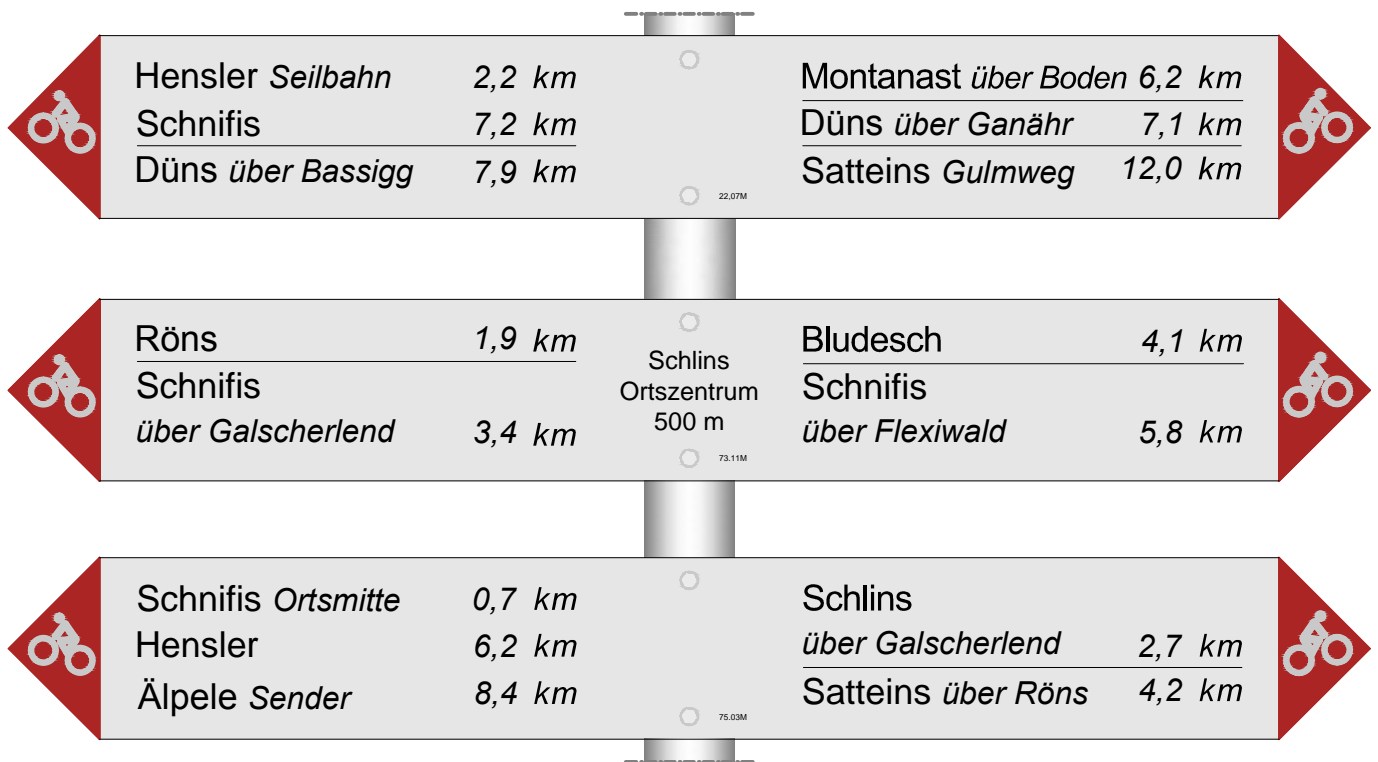 Hensler Seilbahn 2,2 km
Schnifis 7,2 km
Düns über Bassigg 7,9 km
22,07M
Montanast über Boden 6,2 km
Düns über Ganähr 7,1 km
Satteins Gulmweg 12,0 km
Röns 1,9 km
Schnifis
über Galscherlend 3,4 km
Schlins
Ortszentrum
500 m
73.11M
Bludesch 4,1 km
Schnifis
über Flexiwald 5,8 km
Schnifis Ortsmitte 0,7 km
Hensler 6,2 km
Älpele Sender 8,4 km
75.03M
Schlins
über Galscherlend 2,7 km
Satteins über Röns 4,2 km